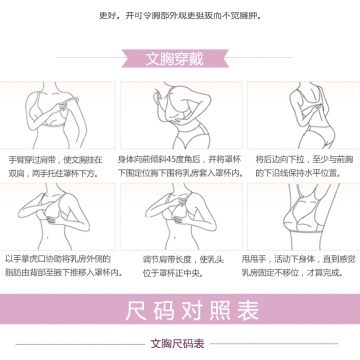 更好。并可令胸部外观更挺拔而不觉臃肿。
文胸穿戴
手臂穿过肩带，使文胸挂在
双肩，两手托住罩杯下方。
身体向前倾斜45度角后，并将罩杯
下围定位胸下围将乳房套入罩杯内。
将后边向下拉，至少与前胸
的下沿线保持水平位置。
以手掌虎口协助将乳房外侧的
脂肪由背部至腋下推移入罩杯内。
调节肩带长度，使乳头
位于罩杯正中央。
甩甩手，活动下身体，直到感觉
乳房固定不移位，才算完成。
尺码对照表
文胸尺码表